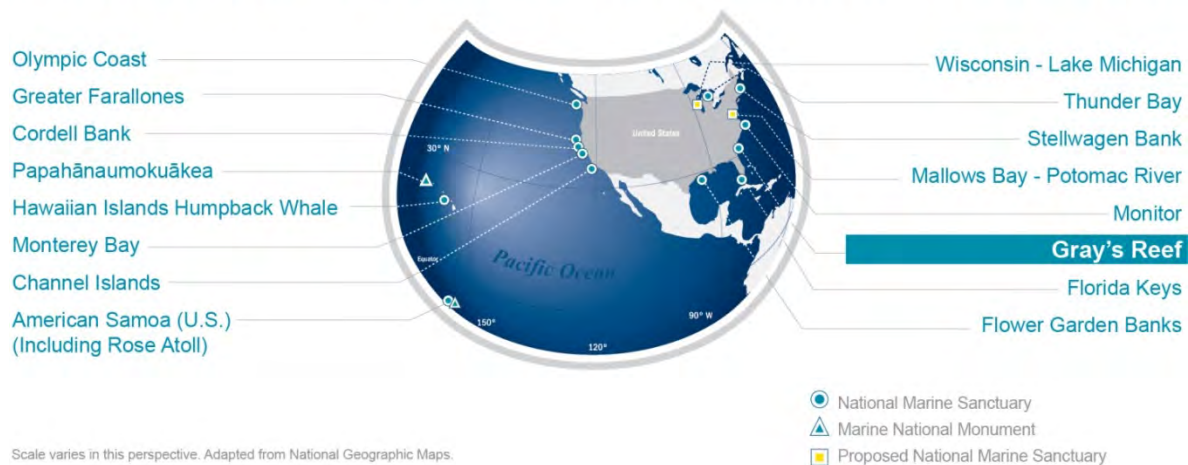 Olympic Coast
Greater Farallones
Cordell Bank
Papahānaumokuākea
Hawaiian Islands Humpback Whale
Monterey Bay
Channel Islands
American Samoa (U.S.)
(Including Rose Atoll)
30° N
Equator
150°
120°
90° W
United States
Pacific Ocean
Wisconsin - Lake Michigan
Thunder Bay
Stellwagen Bank
Mallows Bay - Potomac River
Monitor
Gray's Reef
Florida Keys
Flower Garden Banks
National Marine Sanctuary
Marine National Monument
Proposed National Marine Sanctuary
Scale varies in this perspective. Adapted from National Geographic Maps.